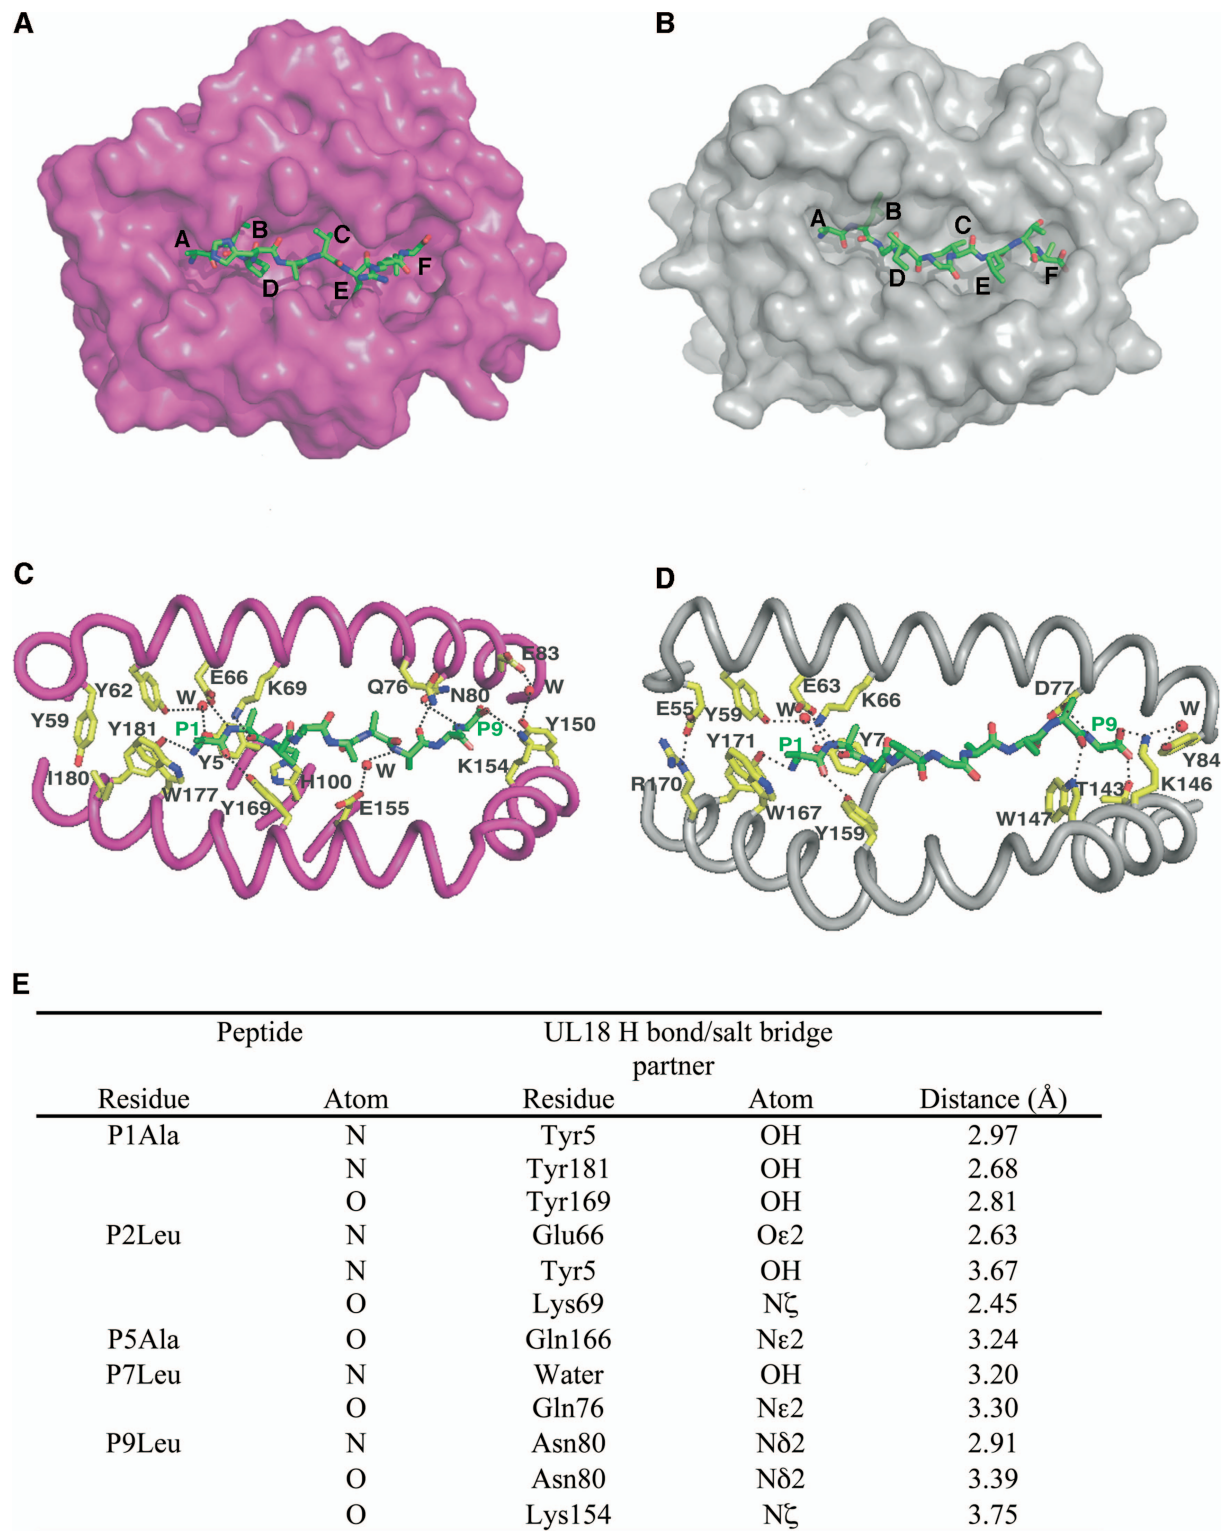 A
B
A
B
C
D
E
F
A
B
C
D
E
F
C
D
Y62
E66
K69
Q76
N80
E83
W
W
Y59
Y181
P1
P9
Y150
Y5
K154
I180
W177
H100
W
Y169
E155
E63
K66
D77
E55
Y59
W
P9
W
Y171
P1
Y7
Y84
R170
T143
K146
W167
W147
Y159
E
Peptide UL18 H bond/salt bridge
partner
Residue Atom Residue Atom Distance (Å)
P1Ala N Tyr5 OH 2.97
N Tyr181 OH 2.68
O Tyr169 OH 2.81
P2Leu N Glu66 Oε2 2.63
N Tyr5 OH 3.67
O Lys69 Nζ 2.45
P5Ala O Gln166 Nε2 3.24
P7Leu N Water OH 3.20
O Gln76 Nε2 3.30
P9Leu N Asn80 Nδ2 2.91
O Asn80 Nδ2 3.39
O Lys154 Nζ 3.75